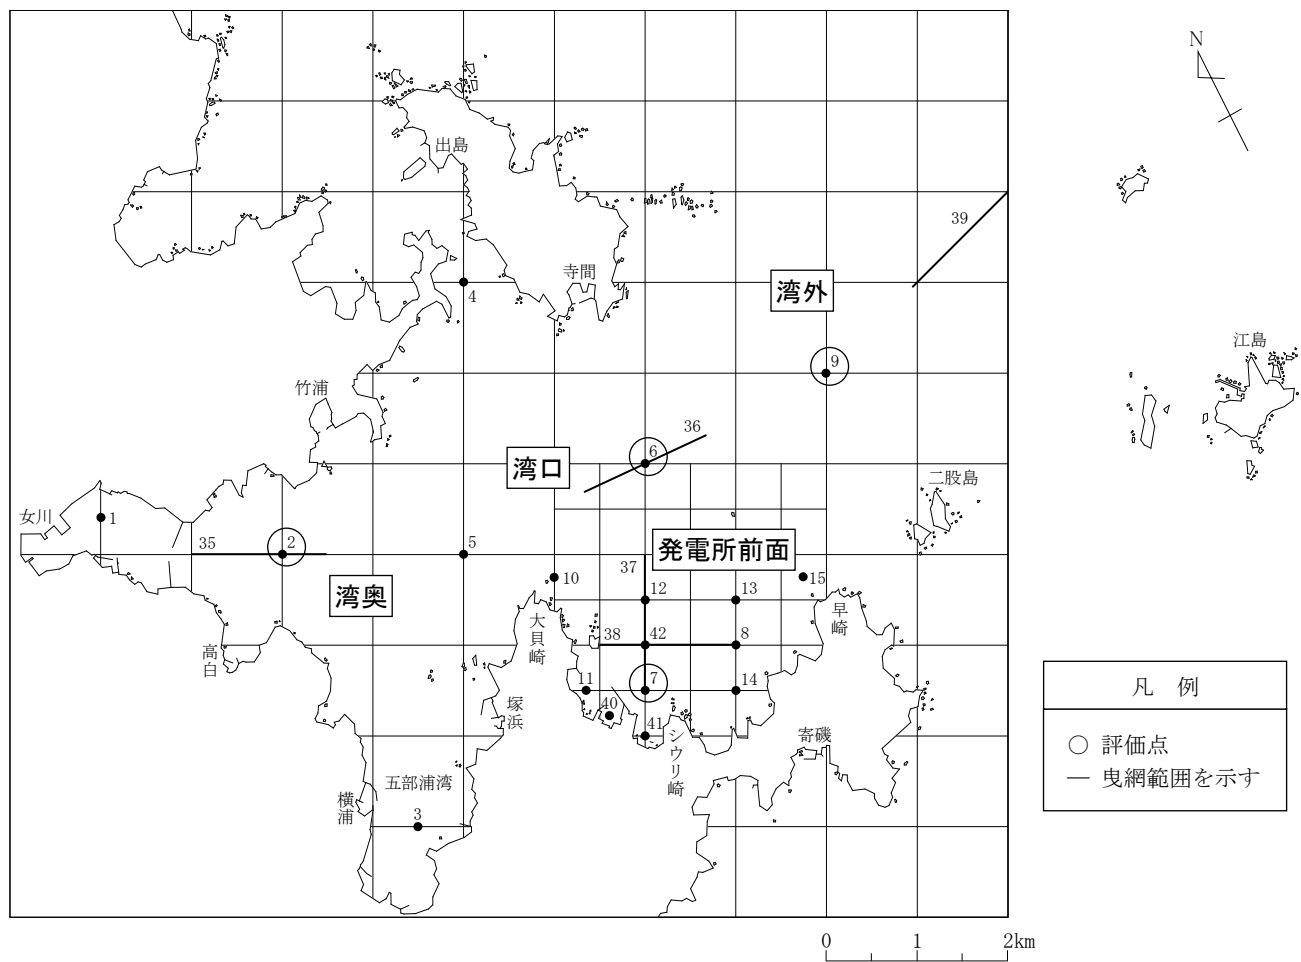 N
出島
39
寺間
湾外
4
江島
9
竹浦
36
湾口
6
二股島
女川
1
35
2
5
発電所前面
37
10
15
湾奥
12
13
大貝崎
早崎
38
42
8
高白
11
7
14
塚浜
40
41
シウリ崎
寄磯
凡 例
○ 評価点
― 曳網範囲を示す
五部浦湾
横浦
3
0 1 2km